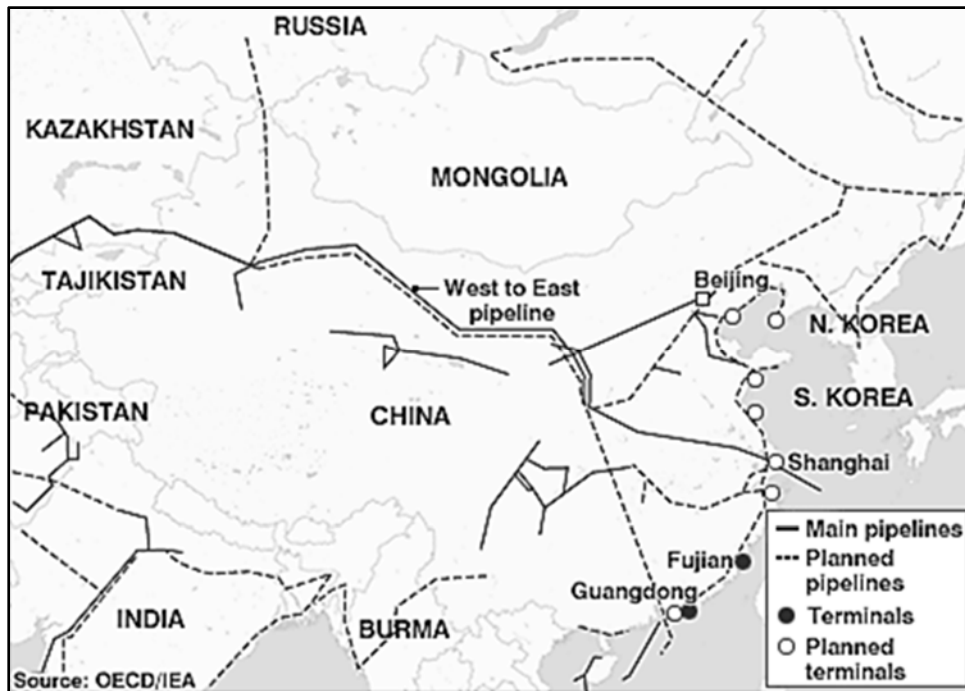 RUSSIA
KAZAKHSTAN
MONGOLIA
TAJIKISTAN
West to East
pipeline
Beijing
N. KOREA
PAKISTAN
CHINA
S. KOREA
Shanghai
Main pipelines
Planned
pipelines
Terminals
Planned
terminals
Fujian
Guangdong
INDIA
BURMA
Source: OECD/IEA